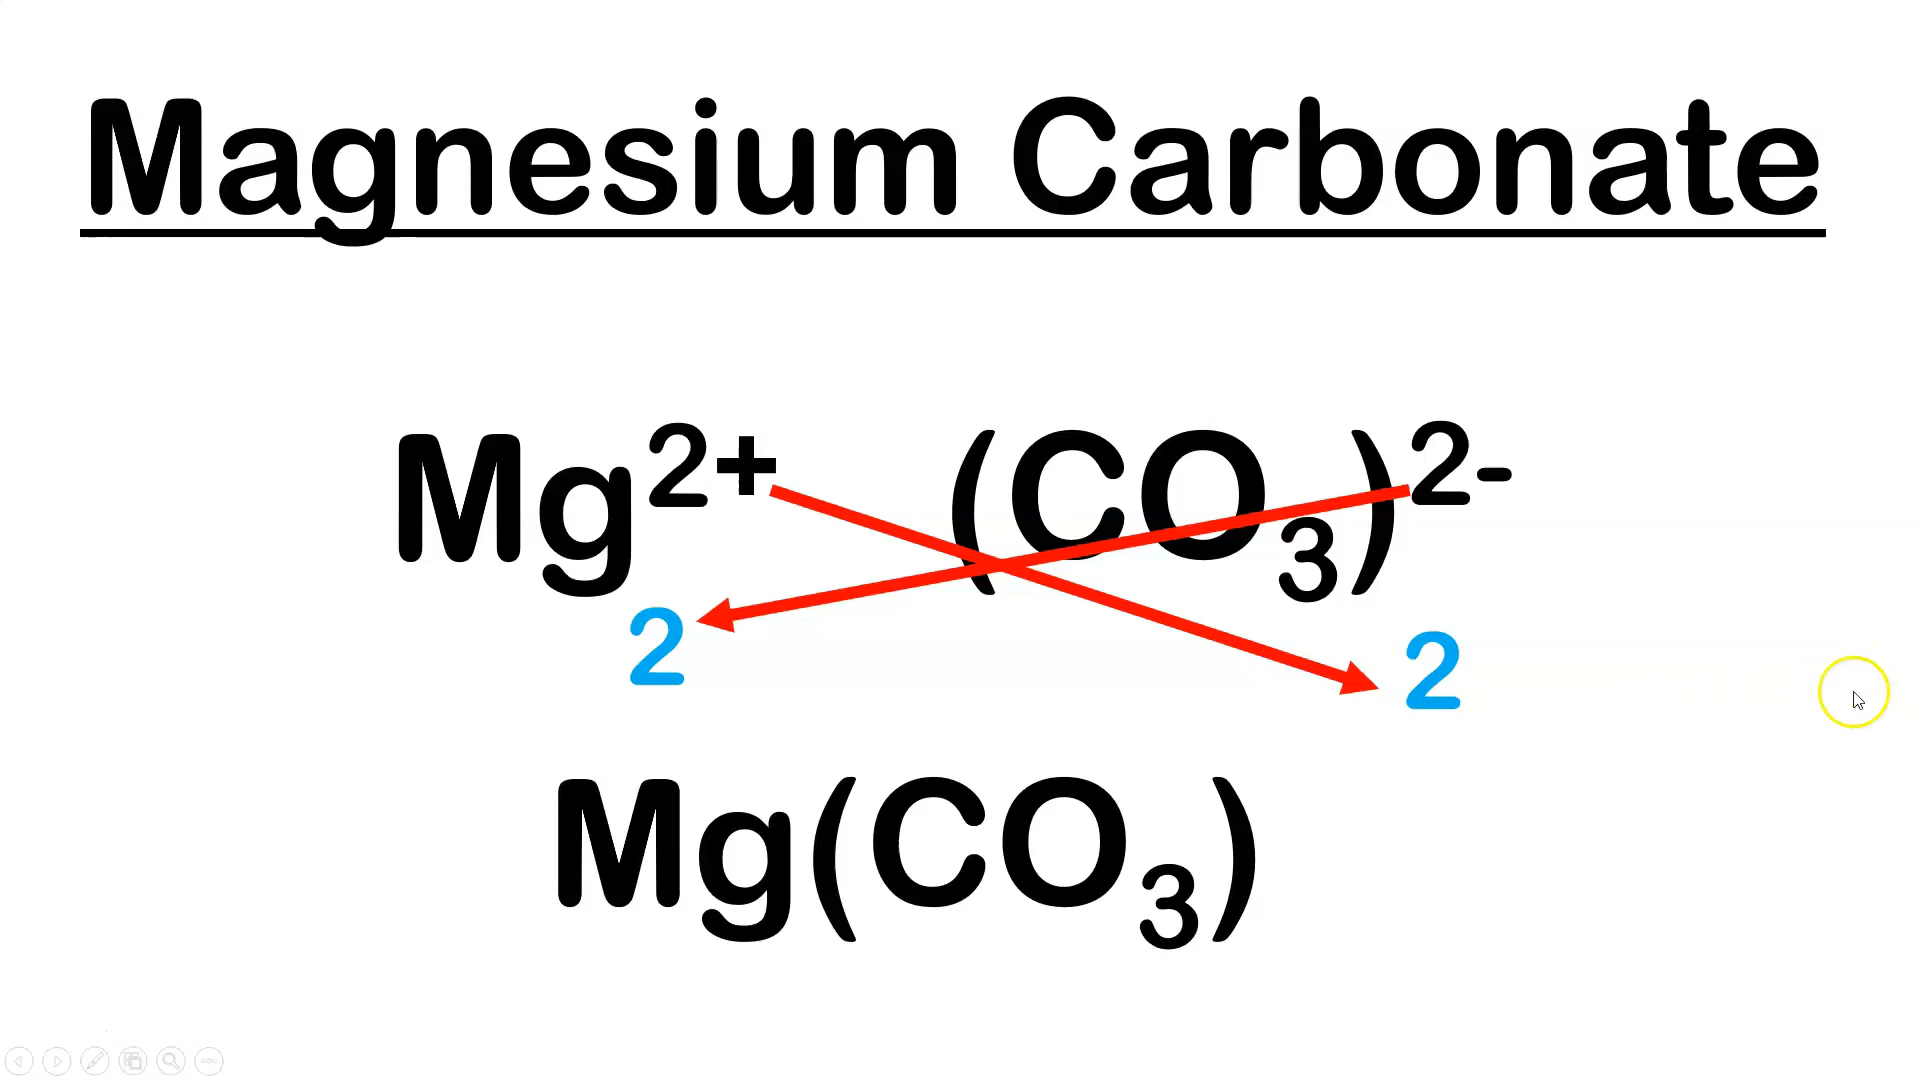 Magnesium Carbonate
Mg²⁺ (CO₃)²⁻
2 2
Mg(CO₃)